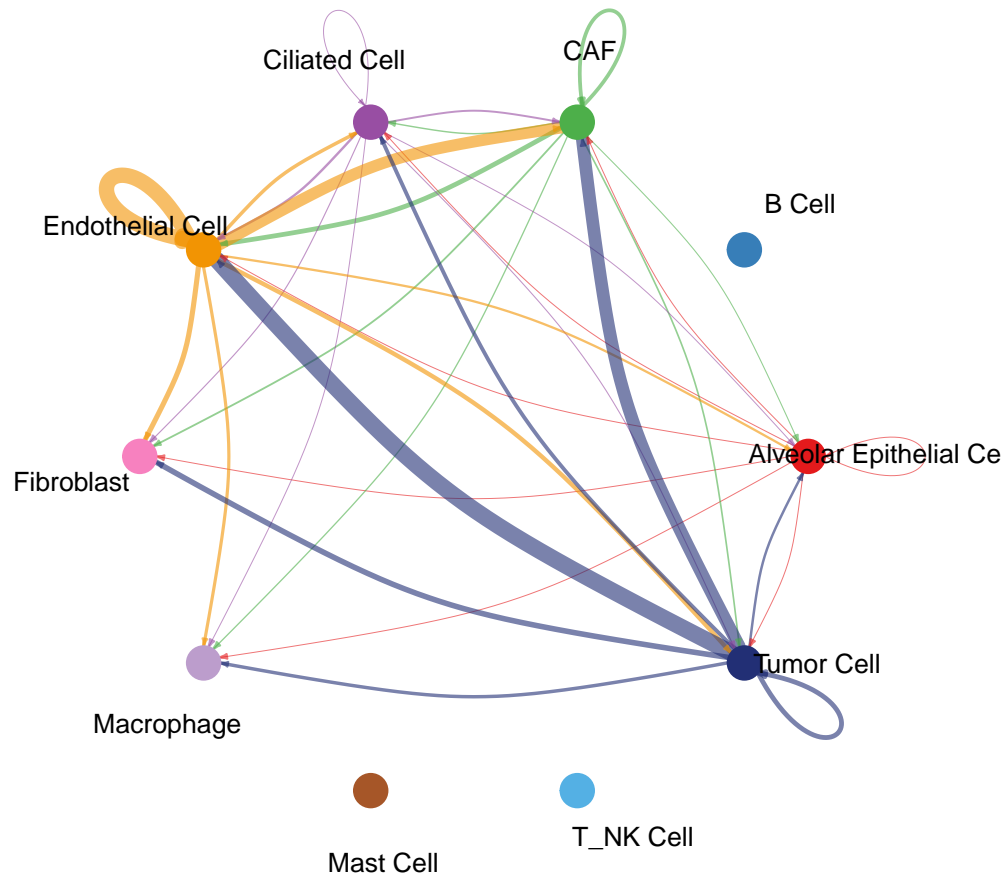 CAF
Ciliated Cell
B Cell
Endothelial Cell
Alveolar Epithelial Ce
Fibroblast
Tumor Cell
Macrophage
T_NK Cell
Mast Cell